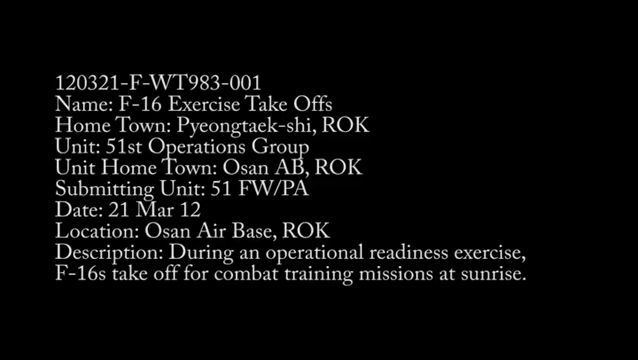 120321-F-WT983-001
Name: F-16 Exercise Take Offs
Home Town: Pyeongtaek-shi, ROK
Unit: 51st Operations Group
Unit Home Town: Osan AB, ROK
Submitting Unit: 51 FW/PA
Date: 21 Mar 12
Location: Osan Air Base, ROK
Description: During an operational readiness exercise,
F-16s take off for combat training missions at sunrise.